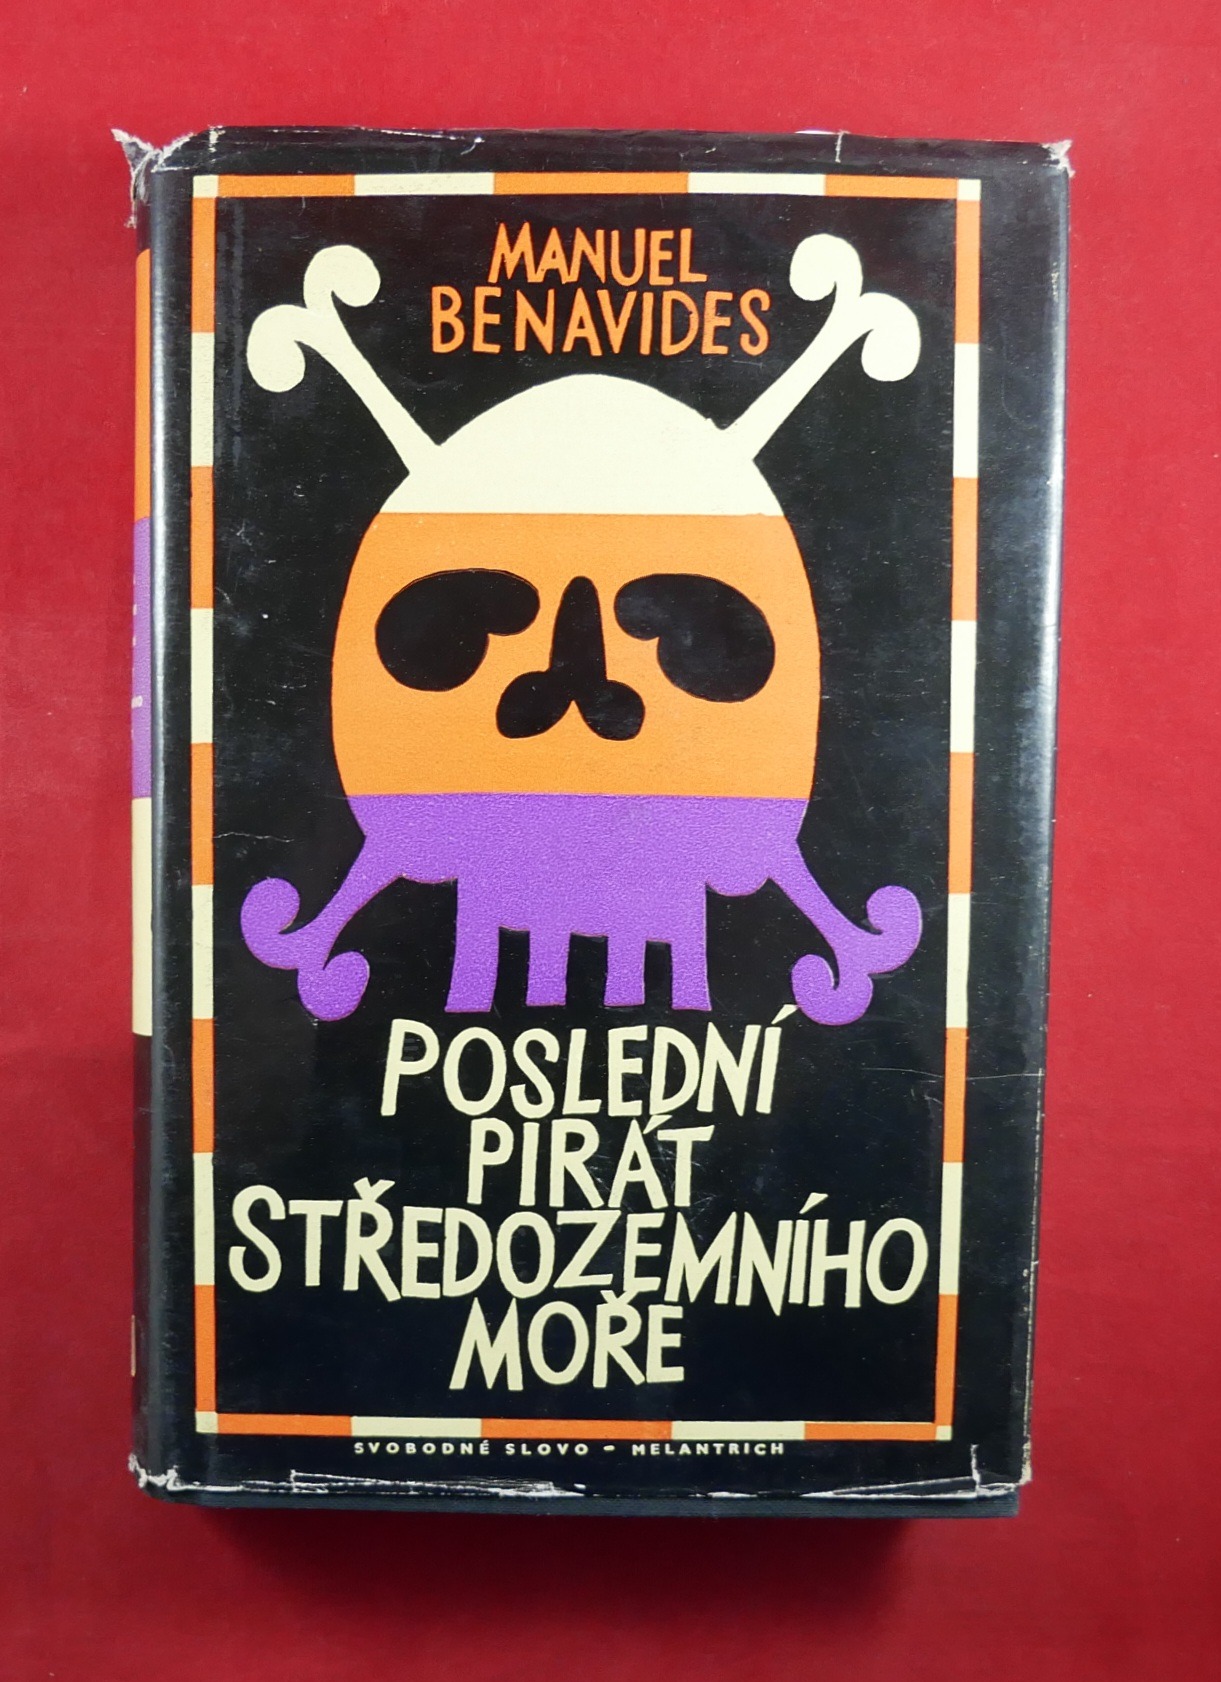 MANUEL
BENAVIDES
POSLEDNÍ
PIRÁT
STŘEDOZEMNÍHO
MOŘE
SVOBODNÉ SLOVO - MELANTRICH